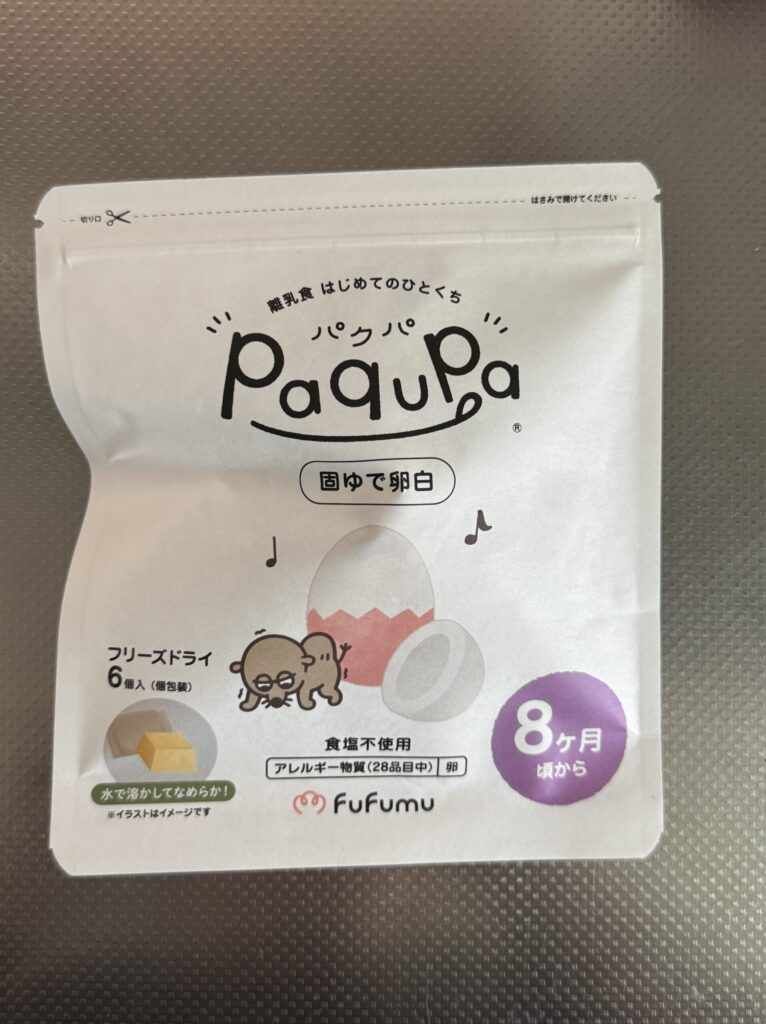 切り口
はさみで開けてください
離乳食 はじめてのひとくち
パクパ
PaquPa
®
固ゆで卵白
フリーズドライ
6個入（個包装）
水で溶かしてなめらか！
※イラストはイメージです
食塩不使用
アレルギー物質(28品目中) 卵
FuFumu
8ヶ月
頃から